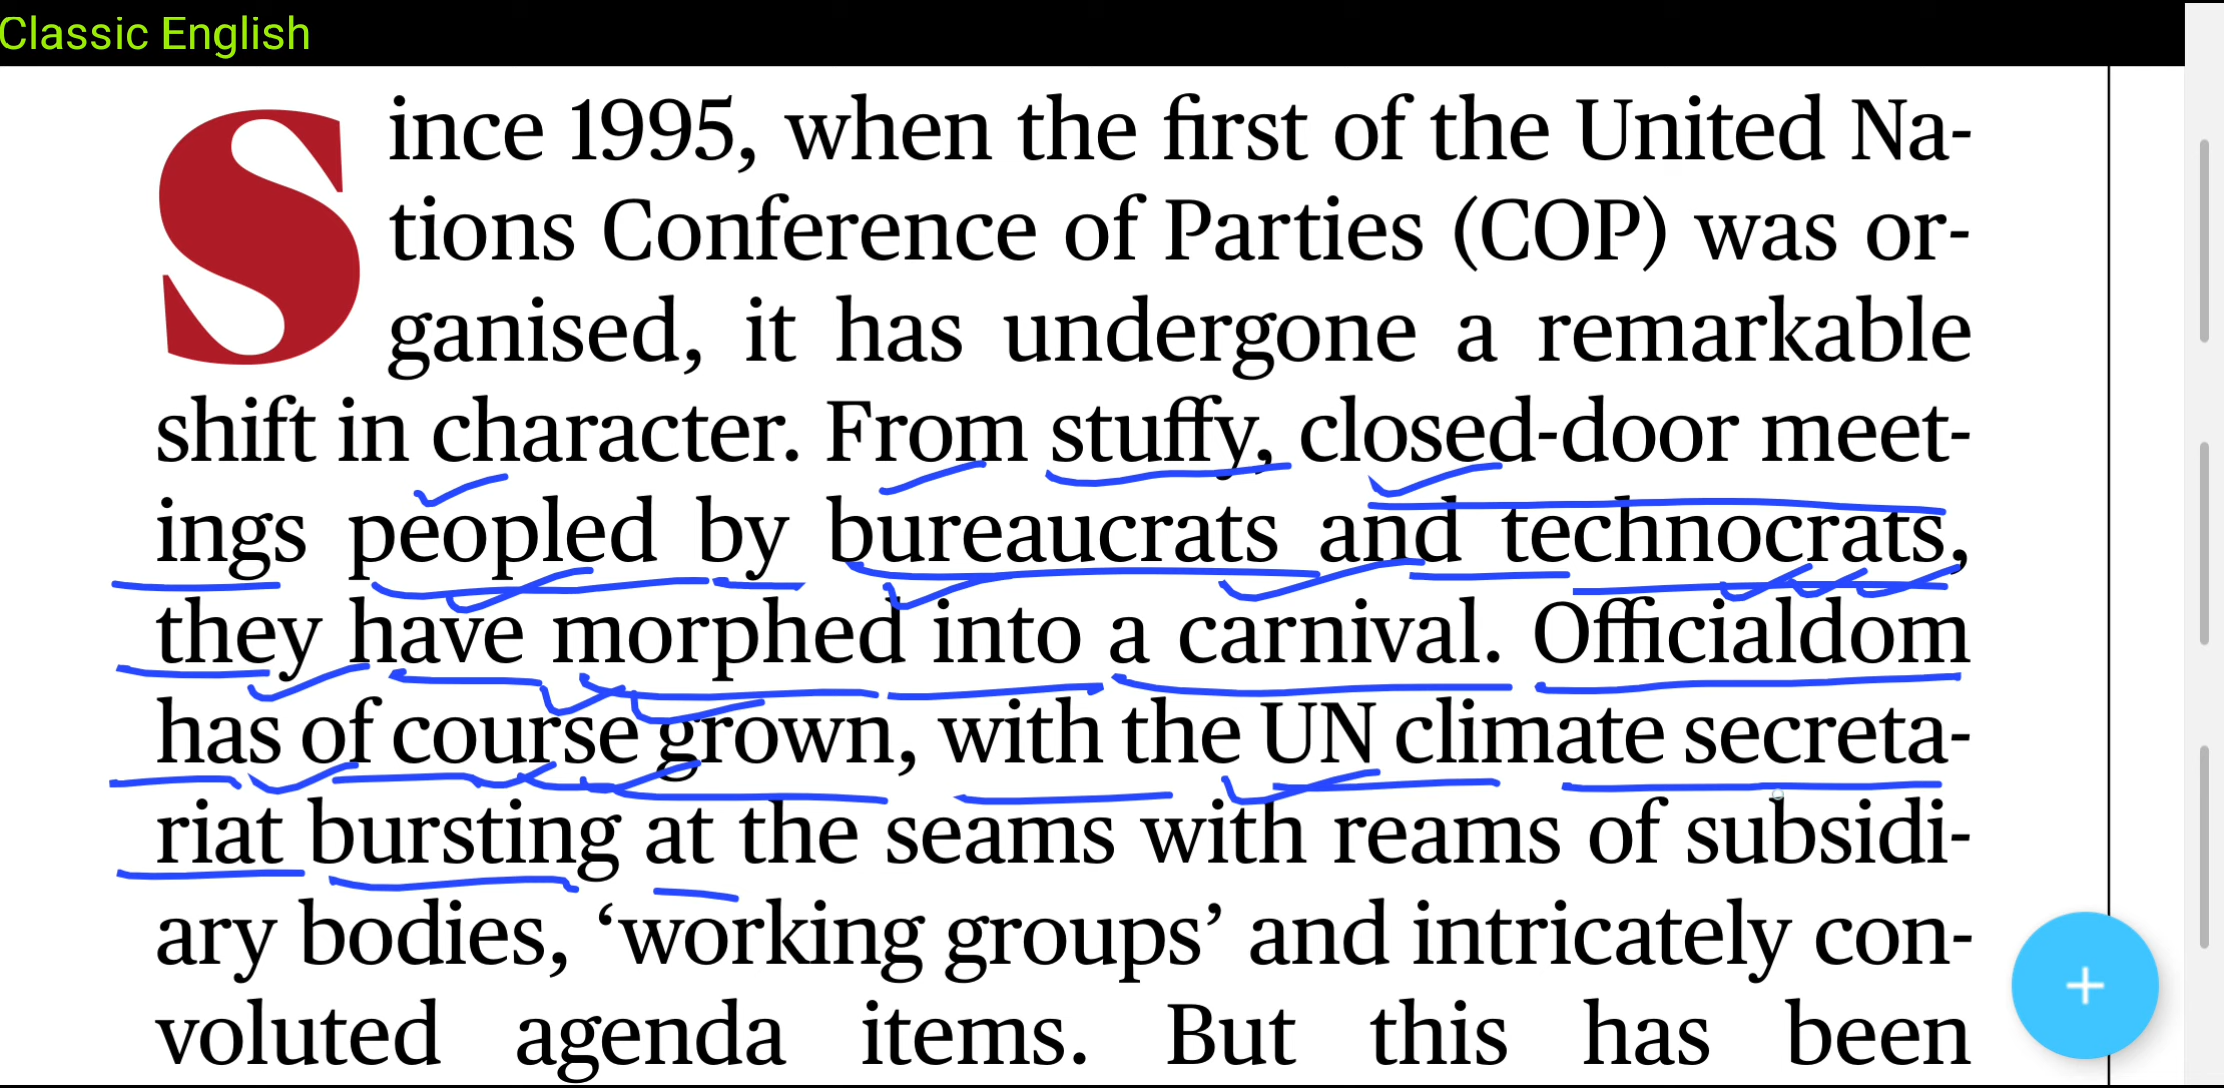 Classic English
Since 1995, when the first of the United Na-
tions Conference of Parties (COP) was or-
ganised, it has undergone a remarkable
shift in character. From stuffy, closed-door meet-
ings peopled by bureaucrats and technocrats,
they have morphed into a carnival. Officialdom
has of course grown, with the UN climate secreta-
riat bursting at the seams with reams of subsidi-
ary bodies, ‘working groups’ and intricately con-
voluted agenda items. But this has been
+